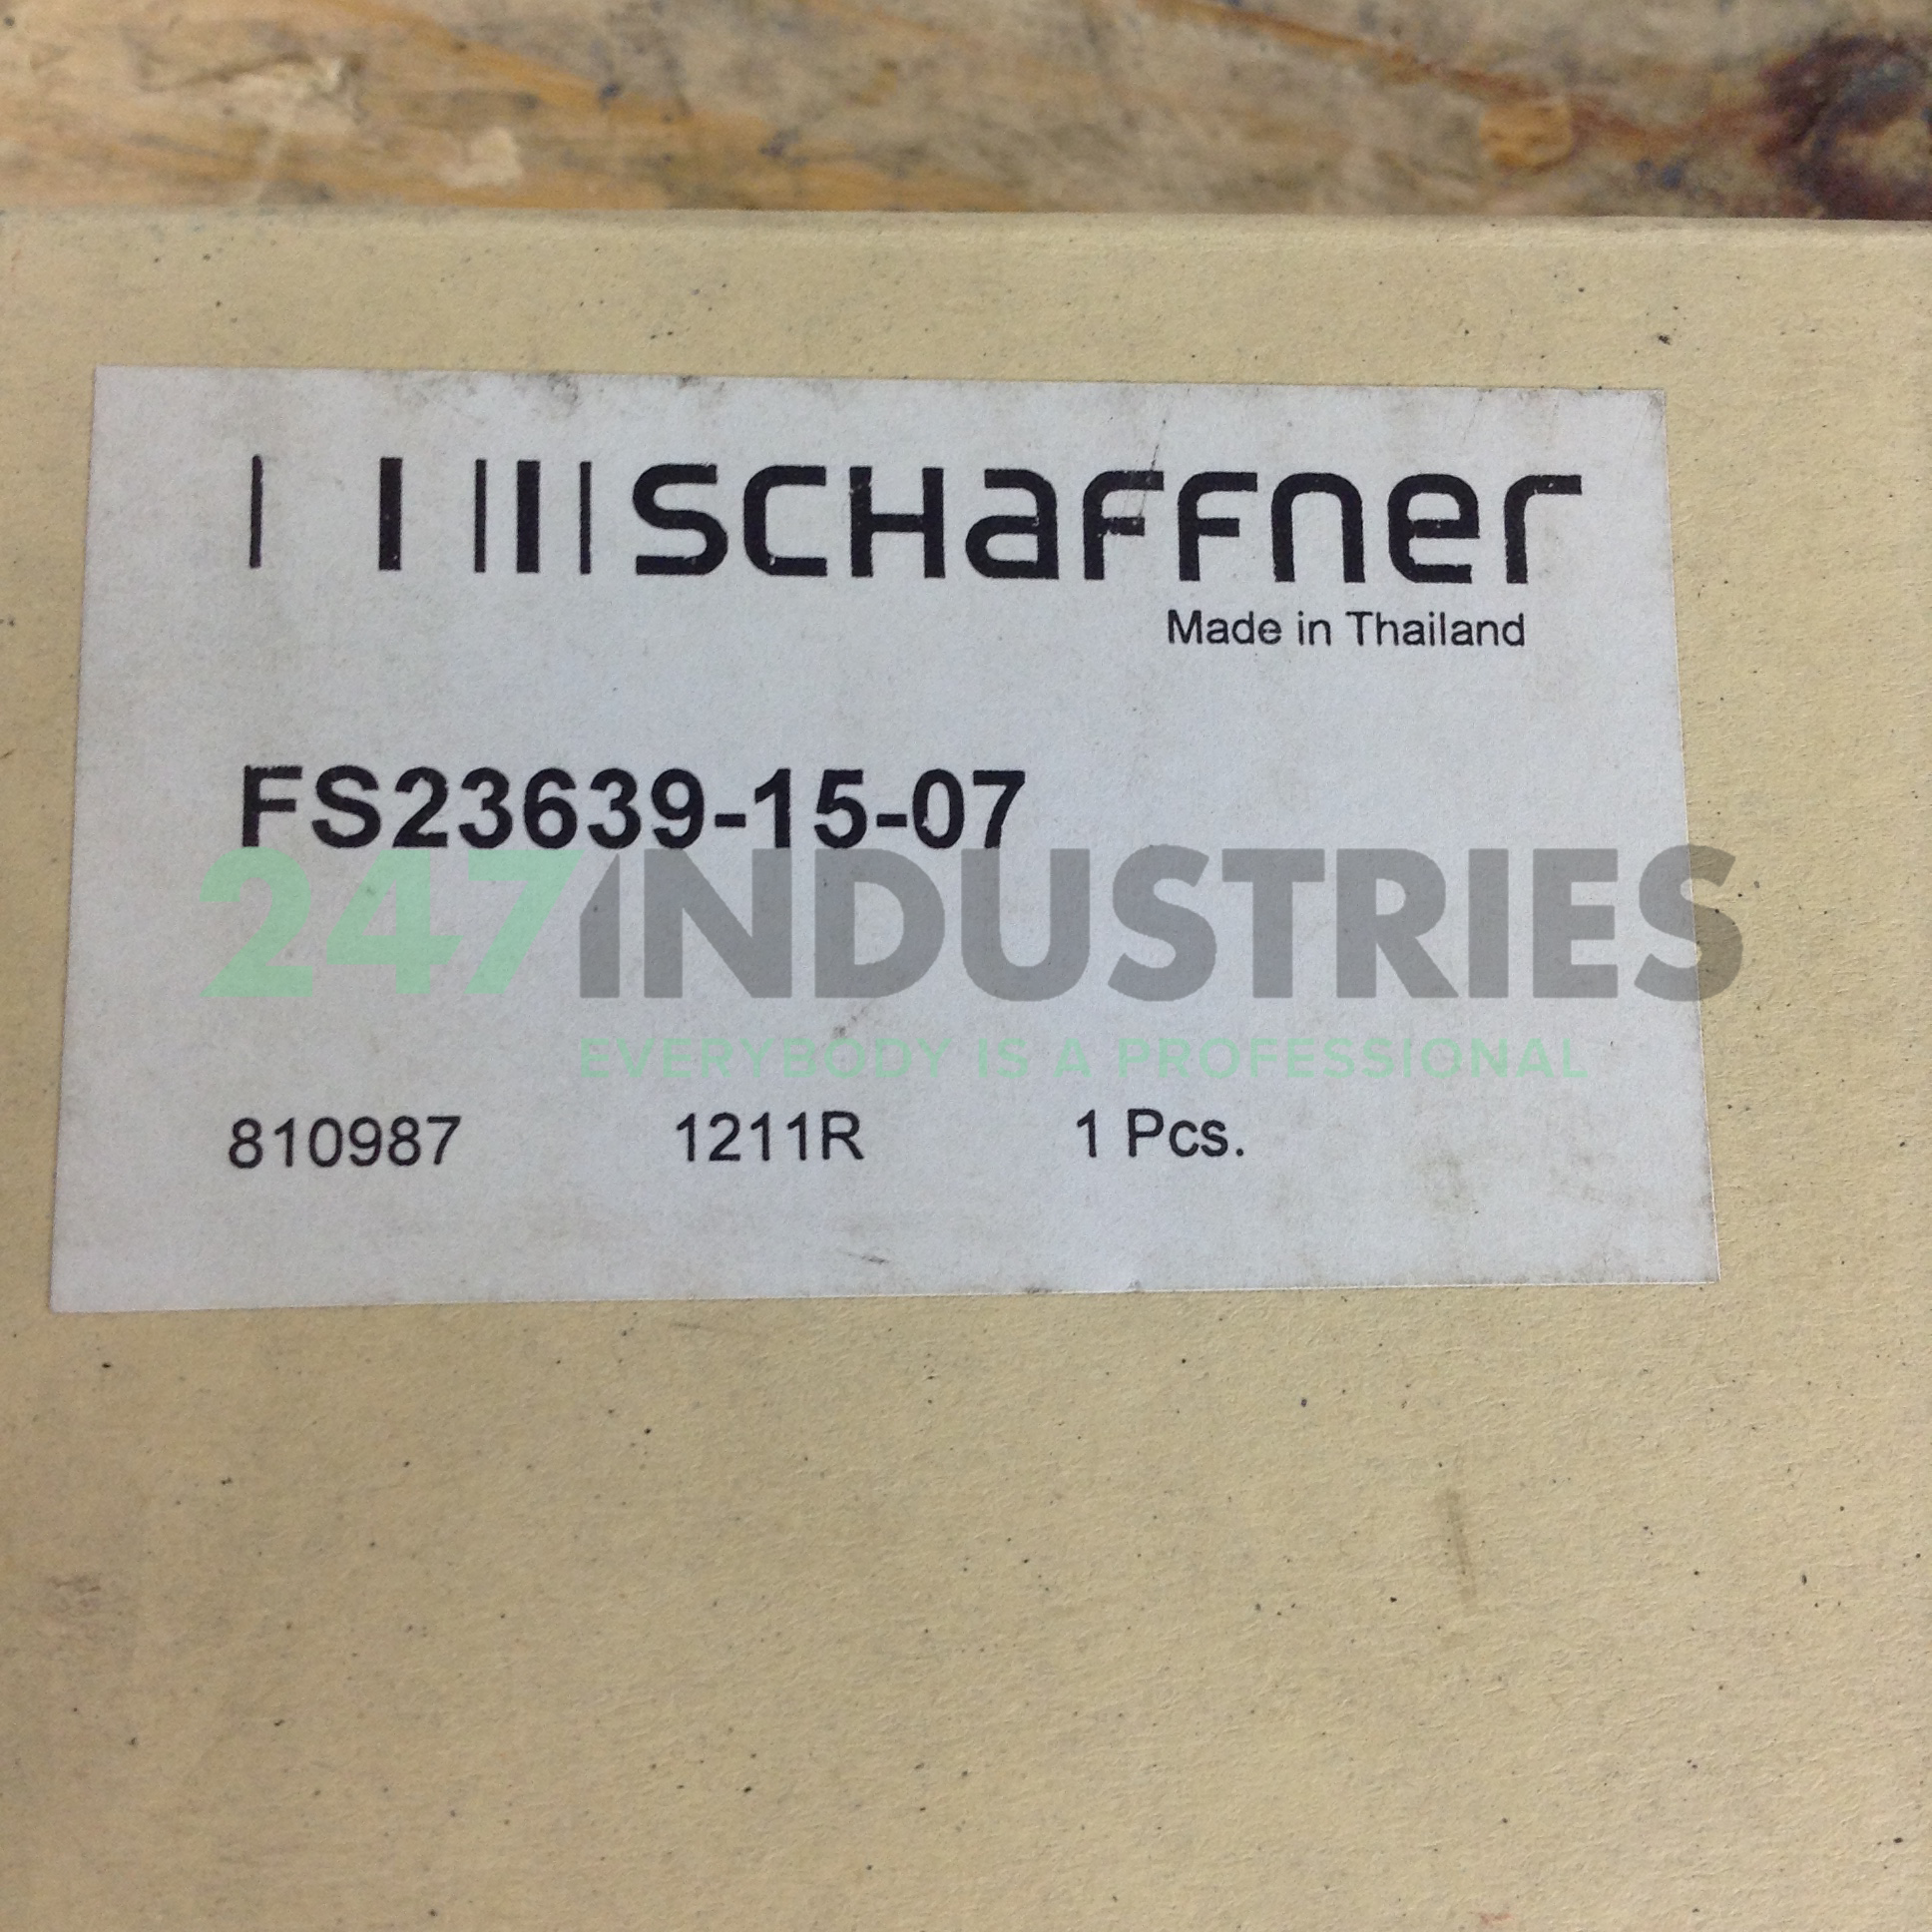 SCHaFFner
Made in Thailand
FS23639-15-07
247INDUSTRIES
EVERYBODY IS A PROFESSIONAL
810987 1211R 1 Pcs.